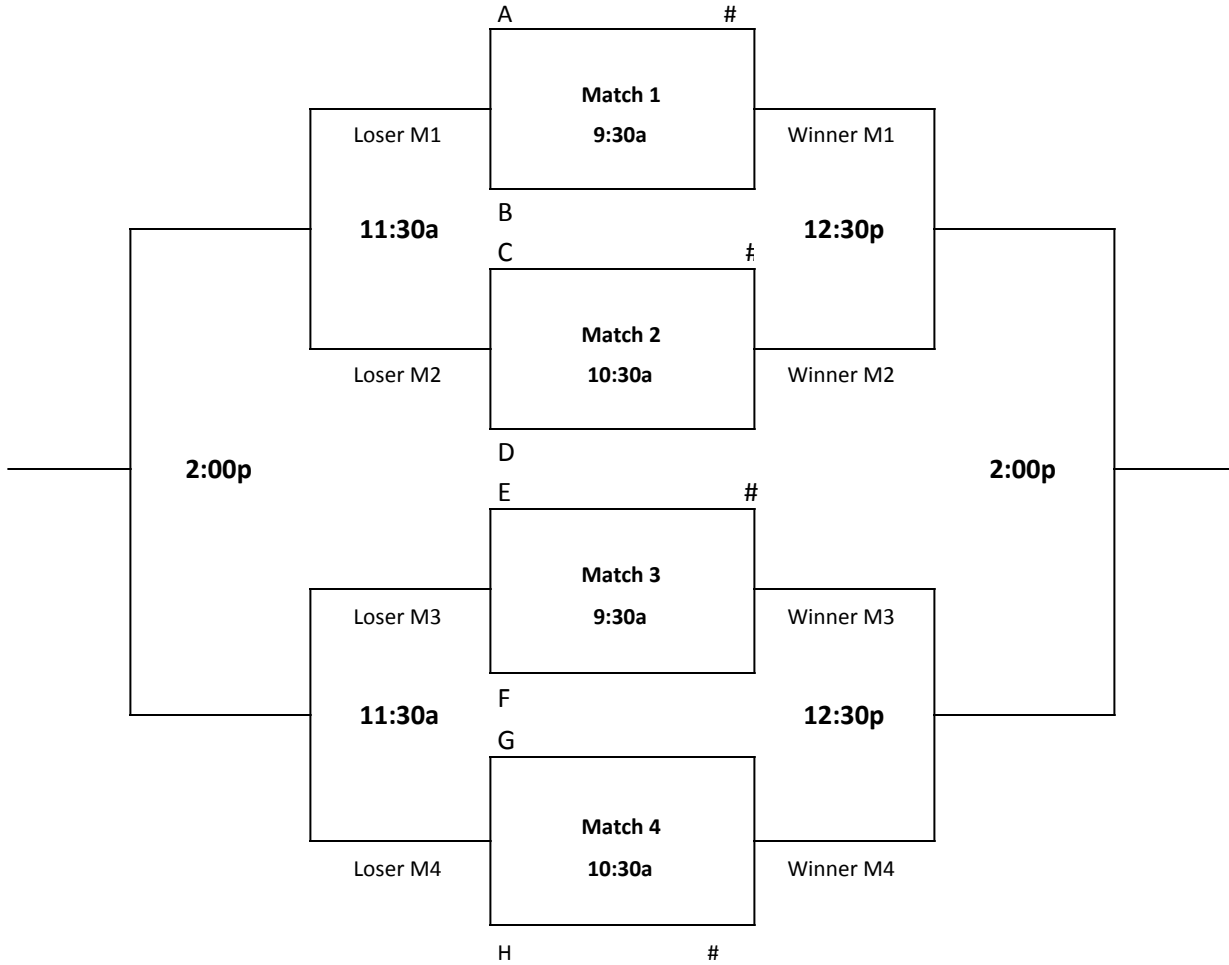 A #
Match 1
Loser M1 9:30a Winner M1
B
11:30a 12:30p
C #
Match 2
Loser M2 10:30a Winner M2
D
2:00p 2:00p
E #
Match 3
Loser M3 9:30a Winner M3
F
11:30a 12:30p
G
Match 4
Loser M4 10:30a Winner M4
H #